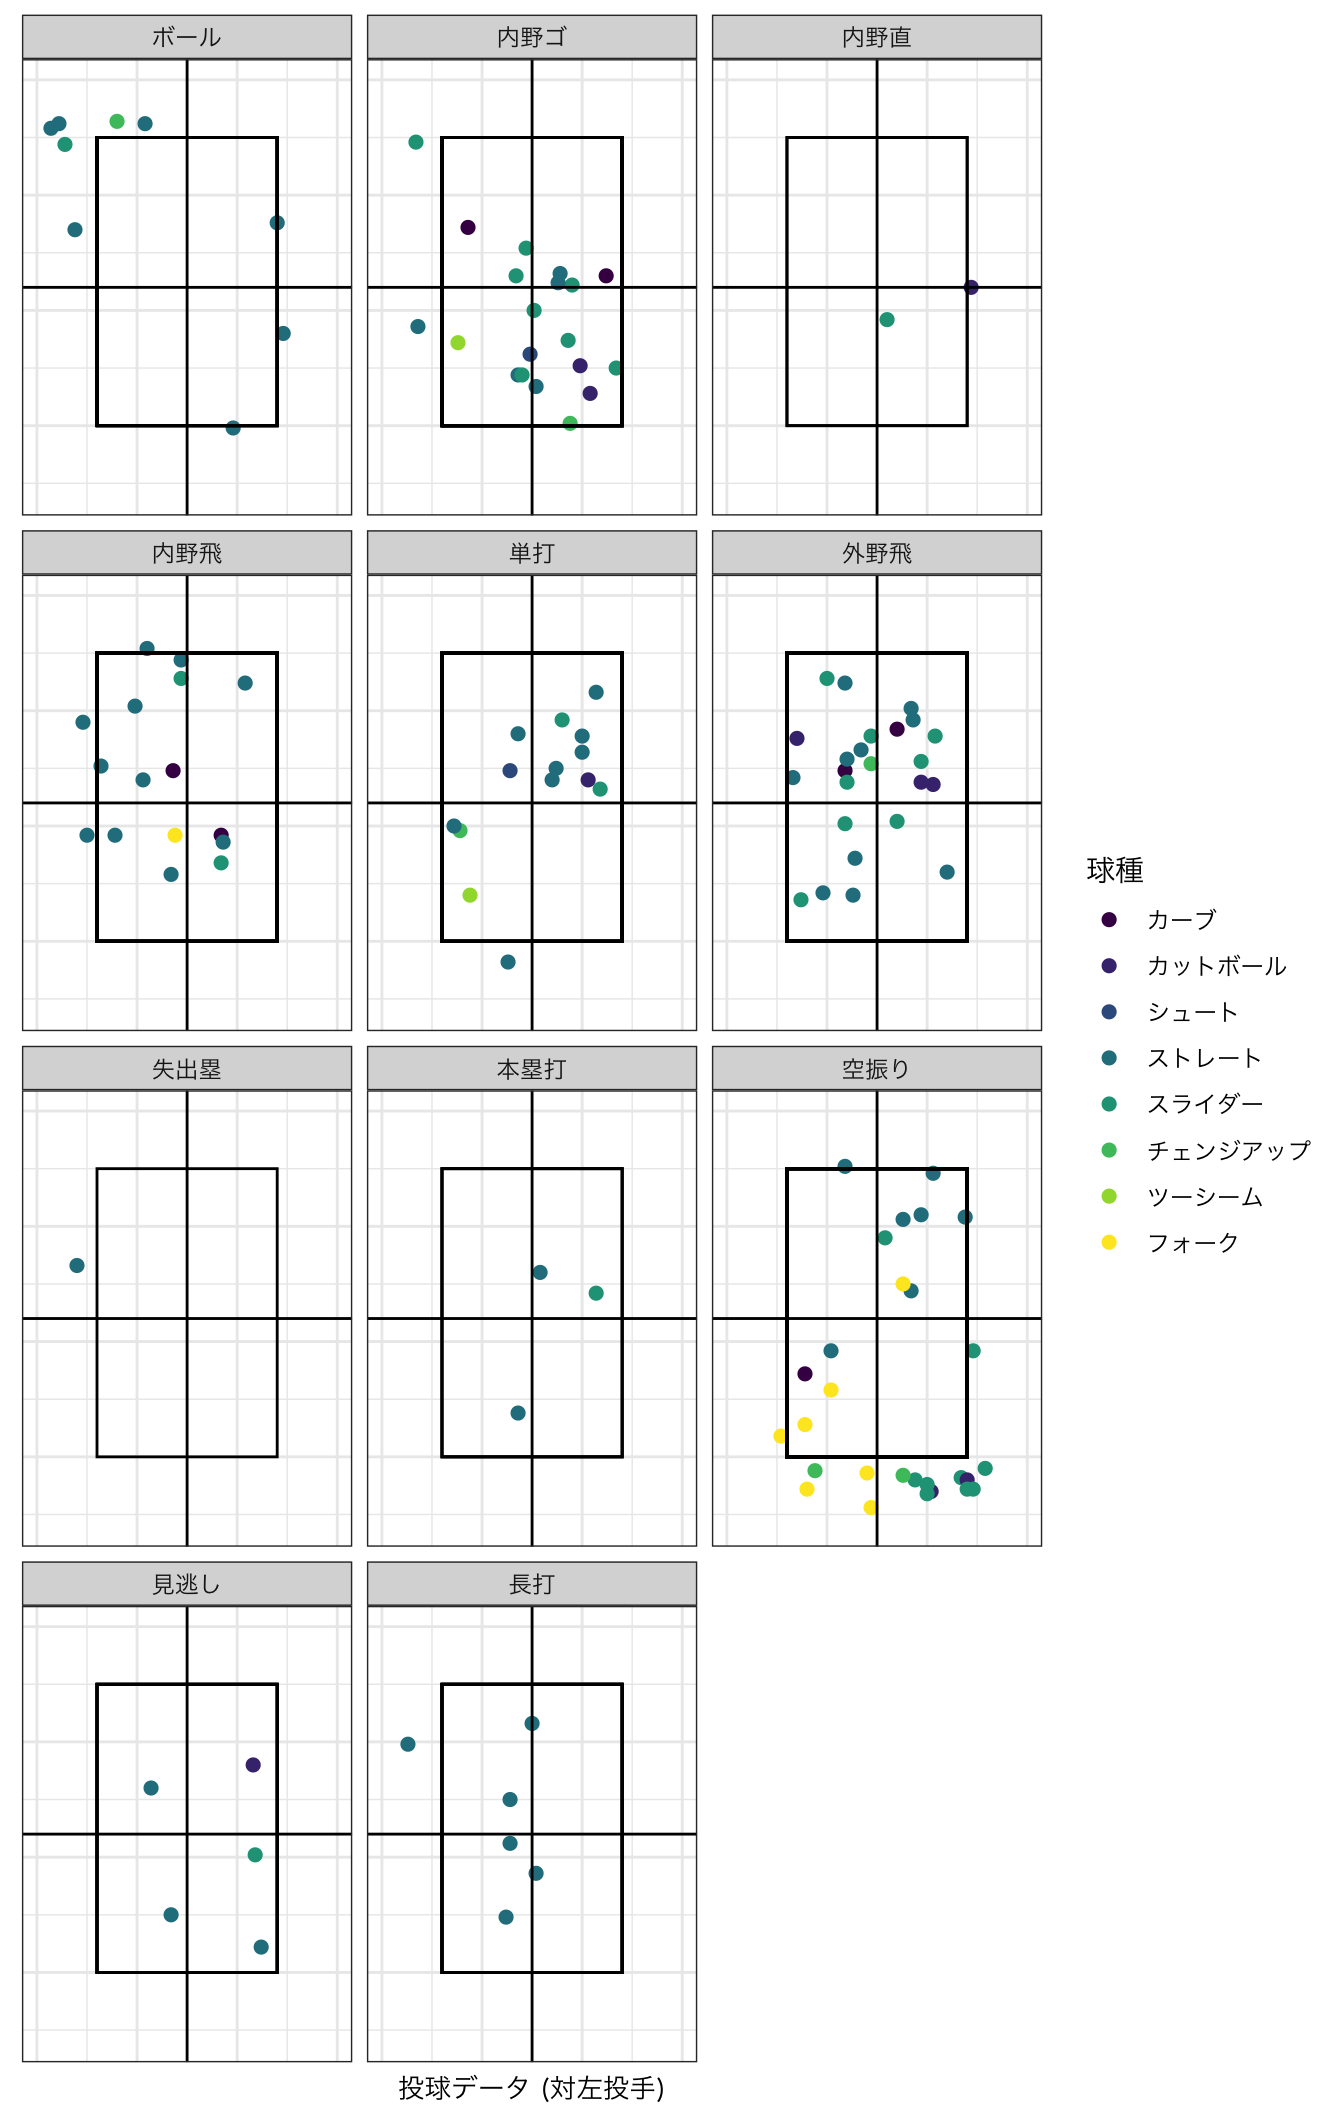 ボール
内野ゴ
内野直
内野飛
単打
外野飛
失出塁
本塁打
空振り
見逃し
長打
球種
カーブ
カットボール
シュート
ストレート
スライダー
チェンジアップ
ツーシーム
フォーク
投球データ (対左投手)